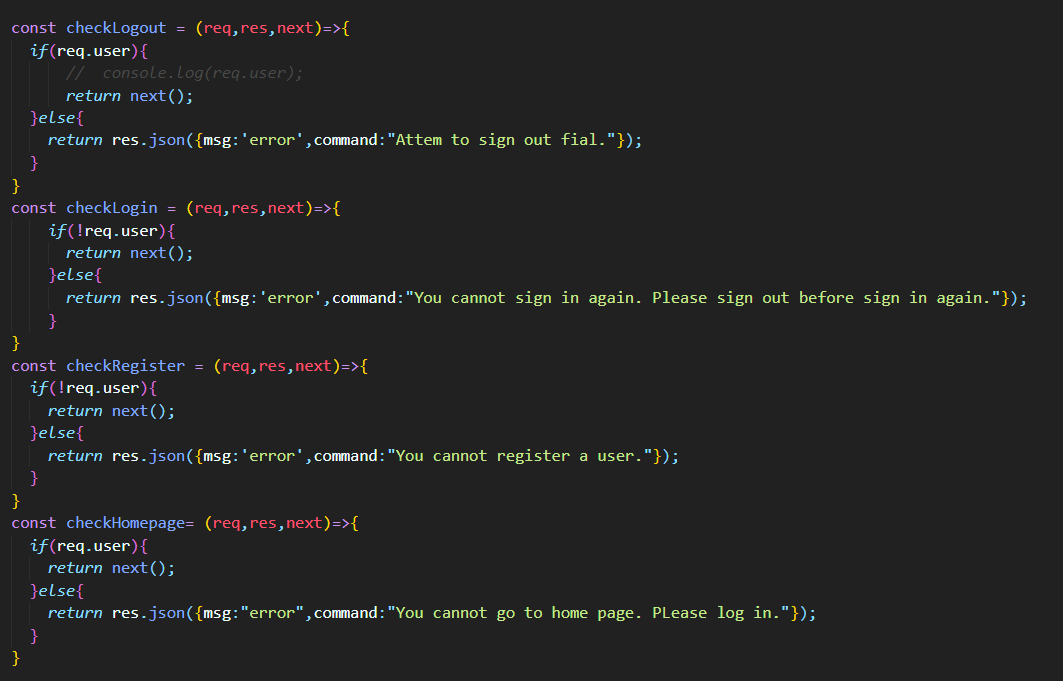 const checkLogout = (req,res,next)=>{
  if(req.user){
      //  console.log(req.user);
      return next();
  }else{
    return res.json({msg:'error',command:"Attem to sign out fial."});
  }
}
const checkLogin = (req,res,next)=>{
    if(!req.user){
      return next();
    }else{
      return res.json({msg:'error',command:"You cannot sign in again. Please sign out before sign in again."});
    }
}
const checkRegister = (req,res,next)=>{
  if(!req.user){
    return next();
  }else{
    return res.json({msg:'error',command:"You cannot register a user."});
  }
}
const checkHomepage= (req,res,next)=>{
  if(req.user){
    return next();
  }else{
    return res.json({msg:"error",command:"You cannot go to home page. PLease log in."});
  }
}